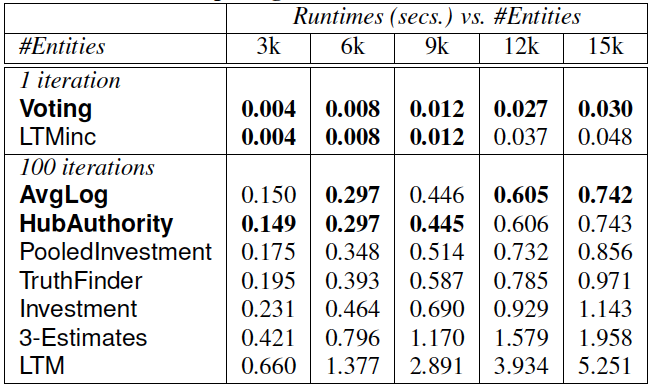 Runtimes (secs.) vs. #Entities
#Entities 3k 6k 9k 12k 15k
1 iteration
Voting 0.004 0.008 0.012 0.027 0.030
LTMinc 0.004 0.008 0.012 0.037 0.048
100 iterations
AvgLog 0.150 0.297 0.446 0.605 0.742
HubAuthority 0.149 0.297 0.445 0.606 0.743
PooledInvestment 0.175 0.348 0.514 0.732 0.856
TruthFinder 0.195 0.393 0.587 0.785 0.971
Investment 0.231 0.464 0.690 0.929 1.143
3-Estimates 0.421 0.796 1.170 1.579 1.958
LTM 0.660 1.377 2.891 3.934 5.251